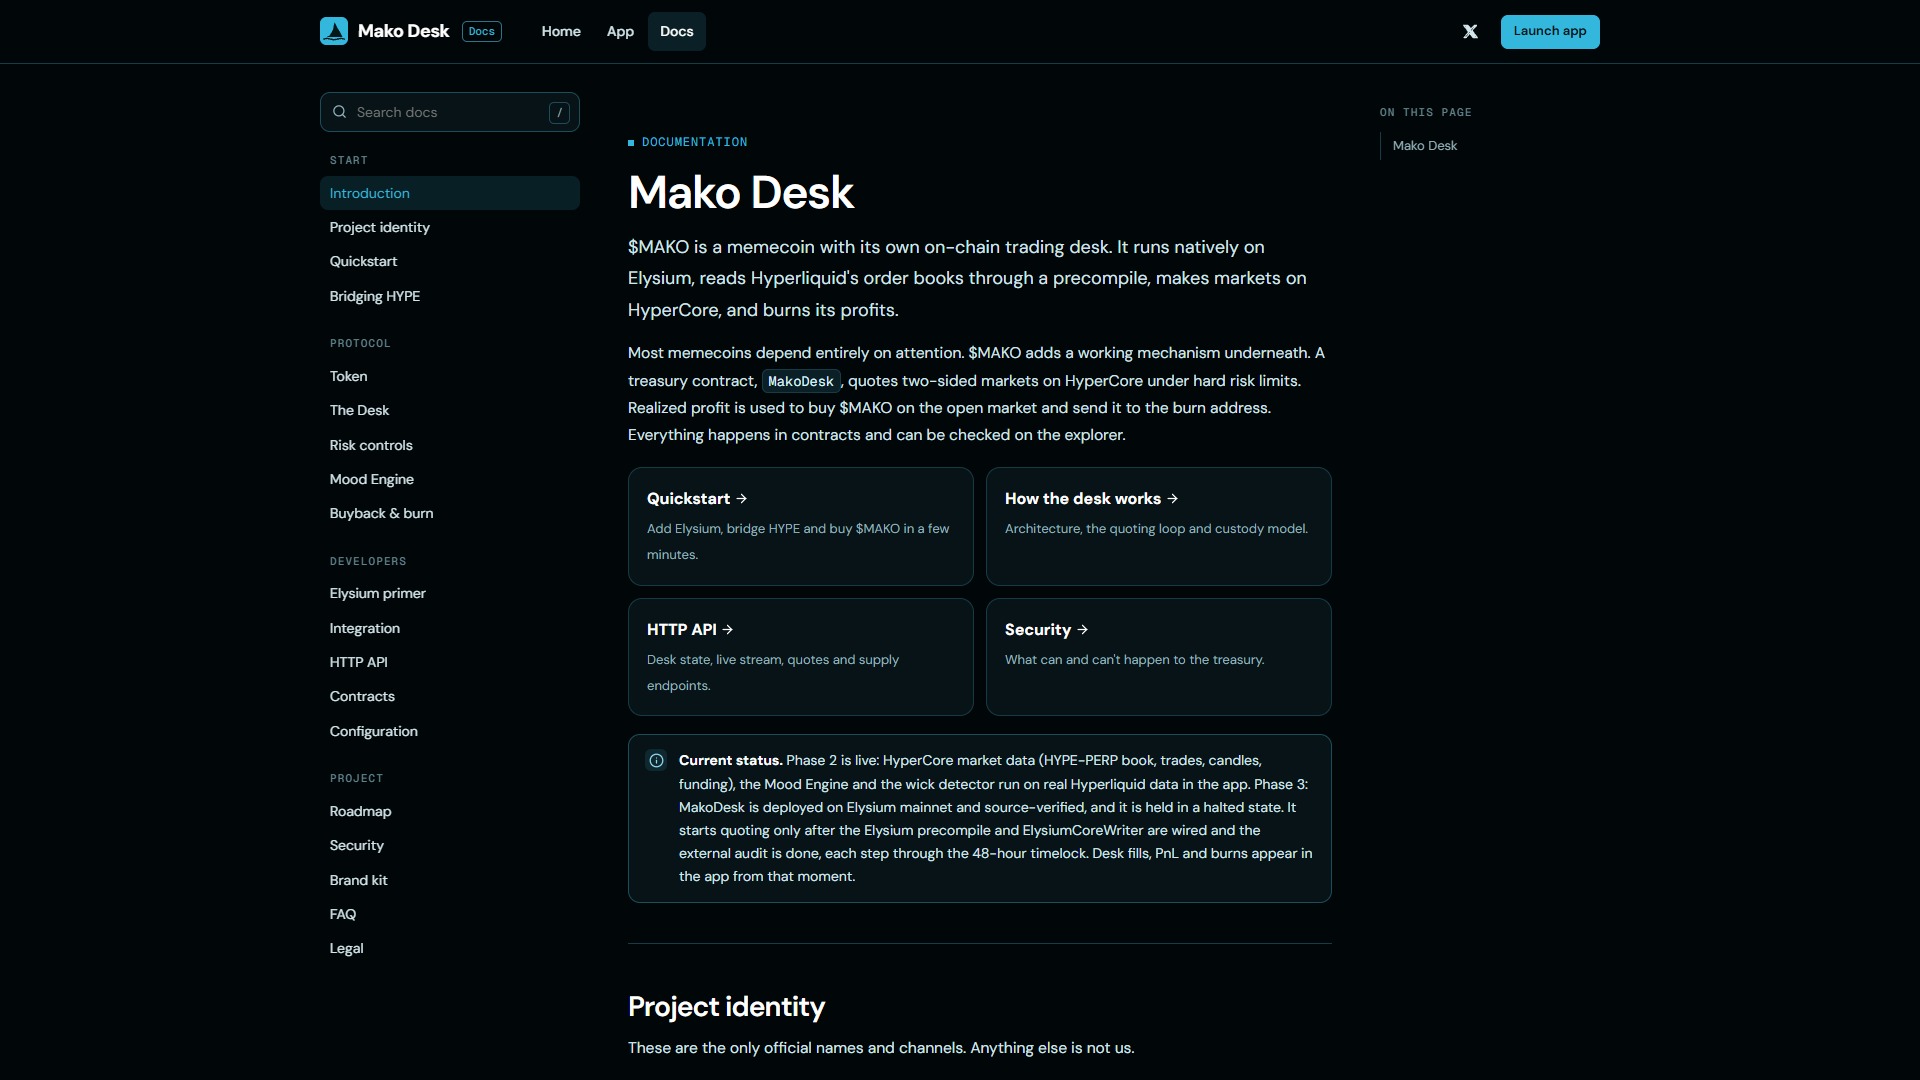 Mako Desk Docs Home App Docs Launch app
Search docs /
START
Introduction
Project identity
Quickstart
Bridging HYPE
PROTOCOL
Token
The Desk
Risk controls
Mood Engine
Buyback & burn
DEVELOPERS
Elysium primer
Integration
HTTP API
Contracts
Configuration
PROJECT
Roadmap
Security
Brand kit
FAQ
Legal
DOCUMENTATION
Mako Desk
$MAKO is a memecoin with its own on-chain trading desk. It runs natively on
Elysium, reads Hyperliquid's order books through a precompile, makes markets on
HyperCore, and burns its profits.
Most memecoins depend entirely on attention. $MAKO adds a working mechanism underneath. A
treasury contract, MakoDesk, quotes two-sided markets on HyperCore under hard risk limits.
Realized profit is used to buy $MAKO on the open market and send it to the burn address.
Everything happens in contracts and can be checked on the explorer.
Quickstart →
Add Elysium, bridge HYPE and buy $MAKO in a few
minutes.
How the desk works →
Architecture, the quoting loop and custody model.
HTTP API →
Desk state, live stream, quotes and supply
endpoints.
Security →
What can and can't happen to the treasury.
Current status. Phase 2 is live: HyperCore market data (HYPE-PERP book, trades, candles,
funding), the Mood Engine and the wick detector run on real Hyperliquid data in the app. Phase 3:
MakoDesk is deployed on Elysium mainnet and source-verified, and it is held in a halted state. It
starts quoting only after the Elysium precompile and ElysiumCoreWriter are wired and the
external audit is done, each step through the 48-hour timelock. Desk fills, PnL and burns appear in
the app from that moment.
Project identity
These are the only official names and channels. Anything else is not us.
ON THIS PAGE
Mako Desk